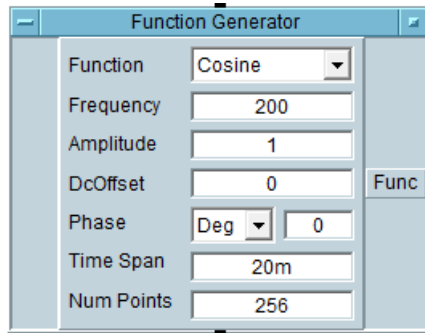 Function Generator
Function Cosine
Frequency 200
Amplitude 1
DcOffset 0 Func
Phase Deg 0
Time Span 20m
Num Points 256